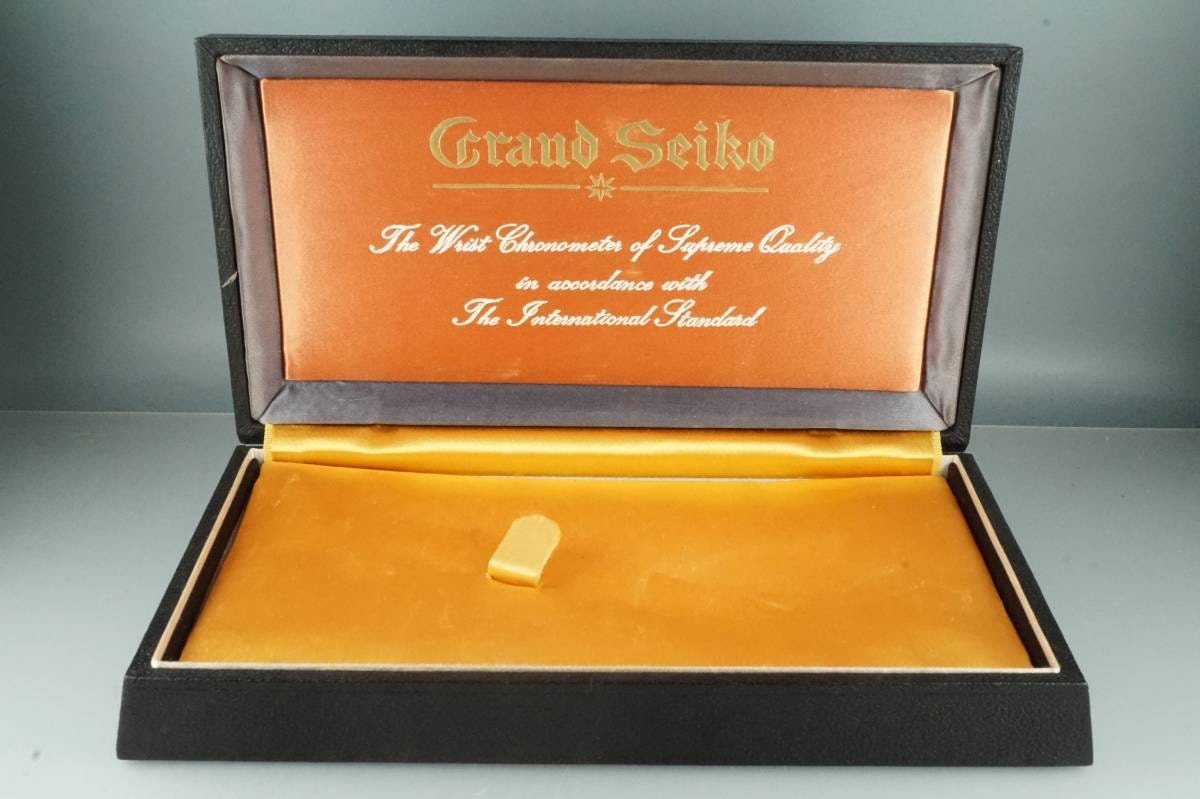 Grand Seiko
The Wrist Chronometer of Supreme Quality
in accordance with
The International Standard